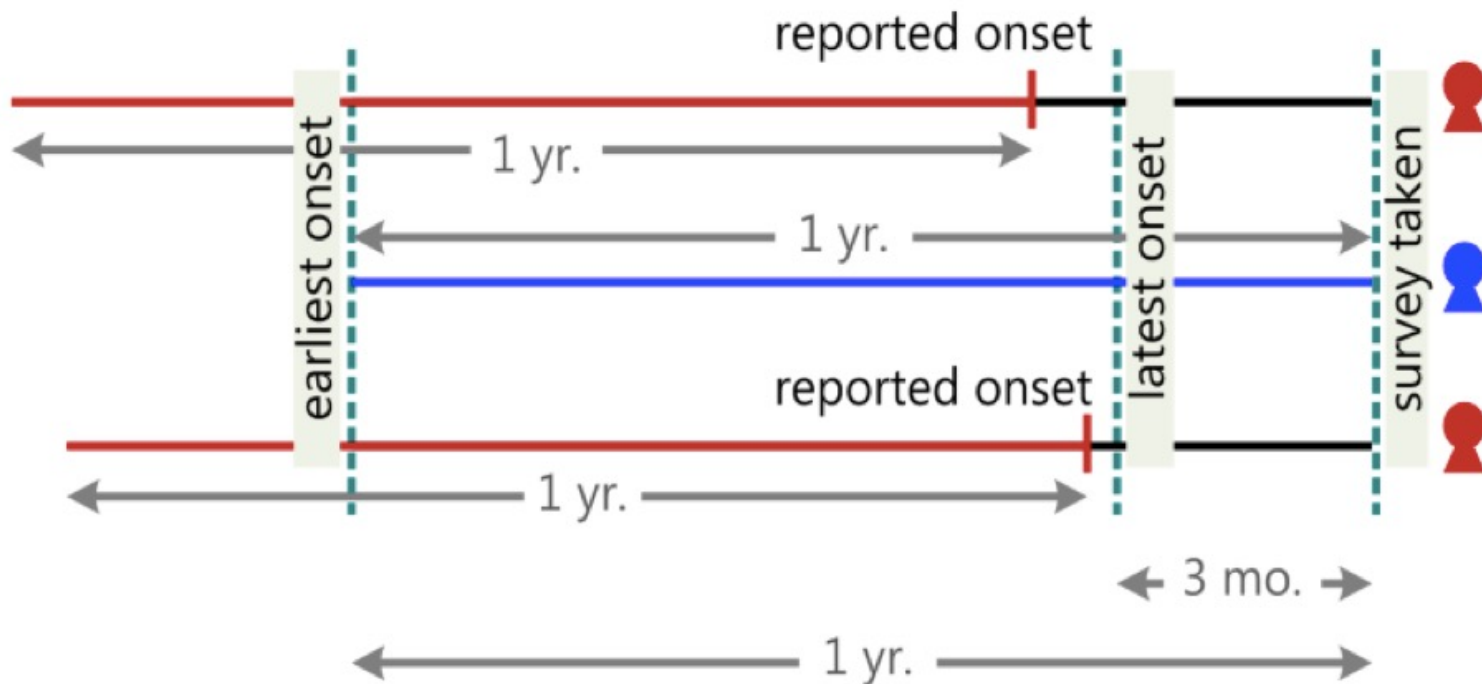 reported onset
1 yr.
earliest onset
1 yr.
latest onset
survey taken
reported onset
1 yr.
3 mo.
1 yr.